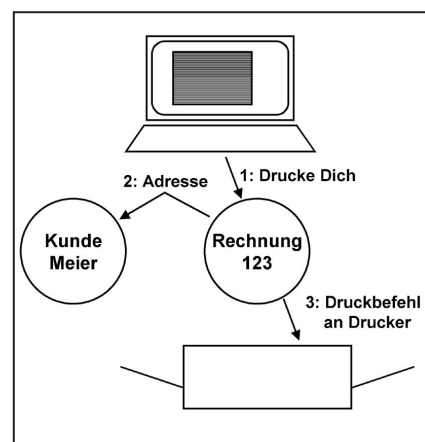 1: Drucke Dich
2: Adresse
Kunde
Meier
Rechnung
123
3: Druckbefehl
an Drucker